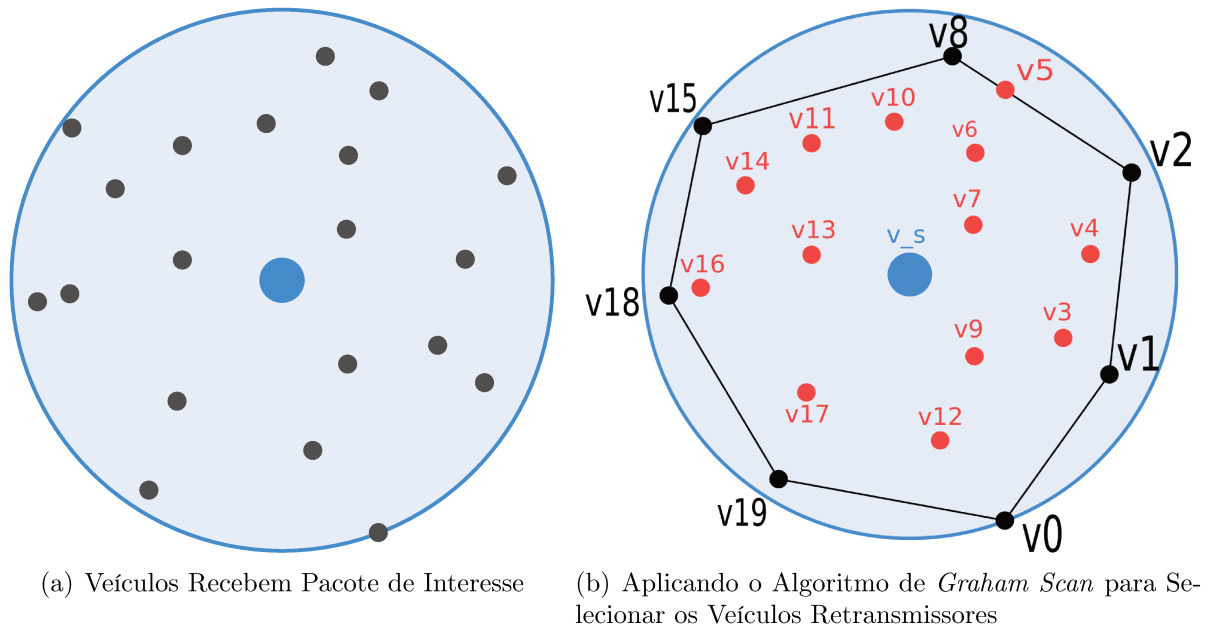 v8
v5
v15
v10
v11
v6
v2
v14
v7
v13
v_s
v4
v16
v18
v3
v9
v1
v17
v12
v19
v0
(a) Veículos Recebem Pacote de Interesse
(b) Aplicando o Algoritmo de Graham Scan para Se-
lecionar os Veículos Retransmissores